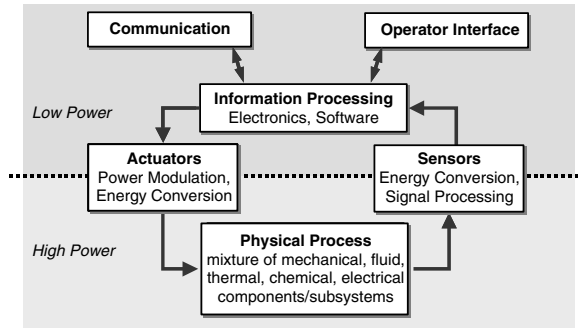 Communication
Operator Interface
Information Processing
Electronics, Software
Low Power
Actuators
Power Modulation,
Energy Conversion
Sensors
Energy Conversion,
Signal Processing
High Power
Physical Process
mixture of mechanical, fluid,
thermal, chemical, electrical
components/subsystems